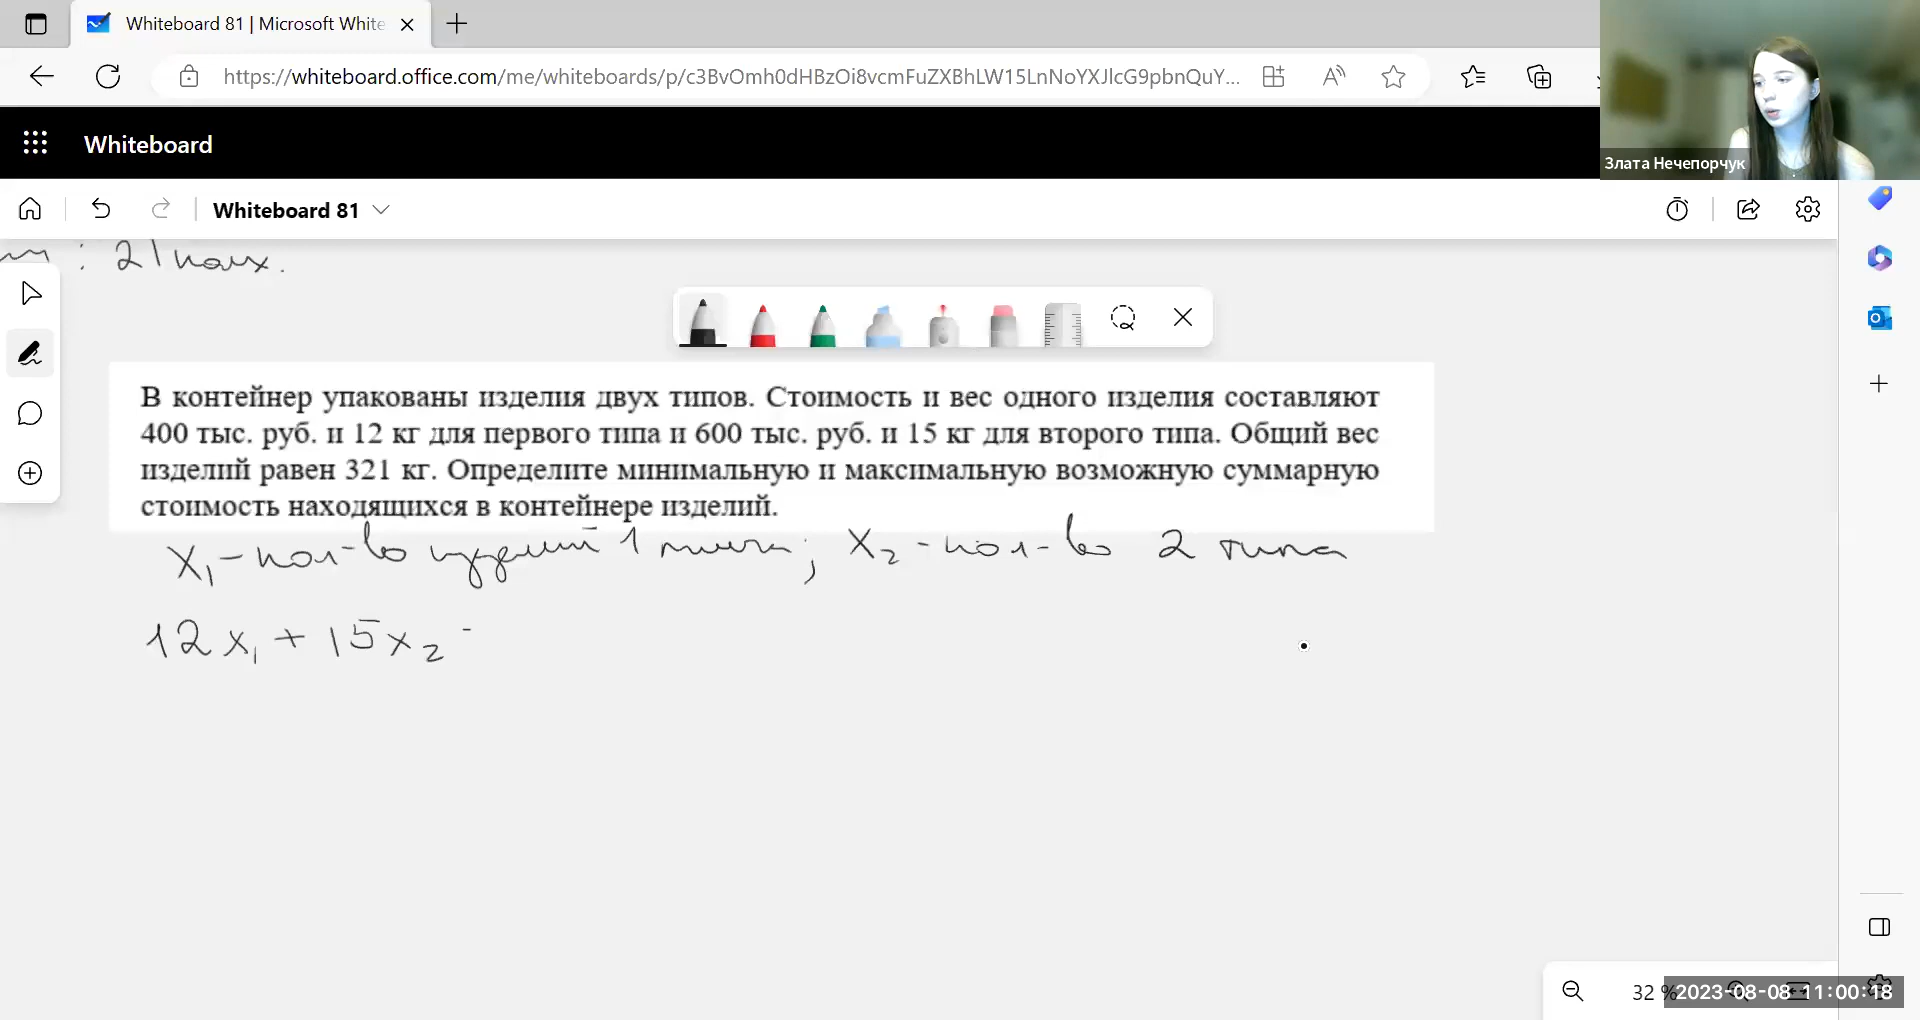 Whiteboard 81 | Microsoft White
https://whiteboard.office.com/me/whiteboards/p/c3BvOmh0dHBzOi8vcmFuZXBhLW15LnNoYXJlcG9pbnQuY...
Whiteboard
Злата Нечепорчук
Whiteboard 81
: 21 колх.
В контейнер упакованы изделия двух типов. Стоимость и вес одного изделия составляют
400 тыс. руб. и 12 кг для первого типа и 600 тыс. руб. и 15 кг для второго типа. Общий вес
изделий равен 321 кг. Определите минимальную и максимальную возможную суммарную
стоимость находящихся в контейнере изделий.
x₁ - кол-во изделий 1 типа; x₂ - кол-во 2 типа
12x₁ + 15x₂
32 %
2023-08-08 11:00:18